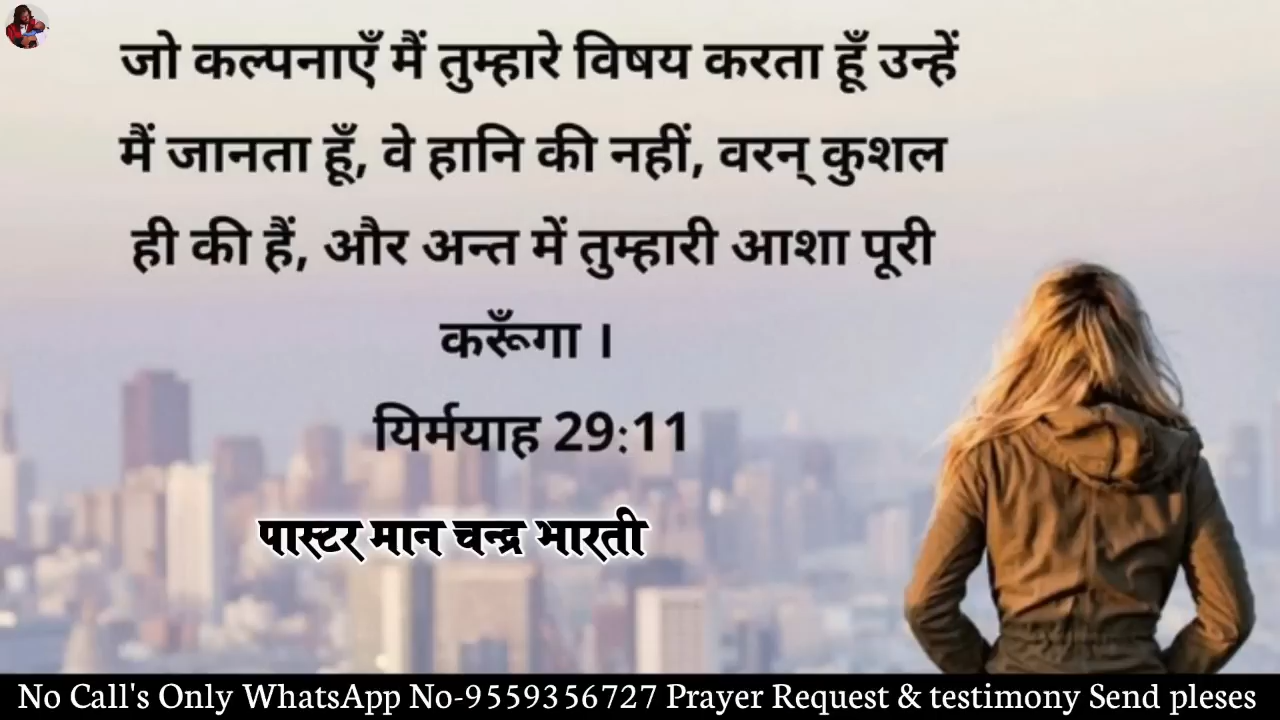 जो कल्पनाएँ मैं तुम्हारे विषय करता हूँ उन्हें
मैं जानता हूँ, वे हानि की नहीं, वरन् कुशल
ही की हैं, और अन्त में तुम्हारी आशा पूरी
करूँगा ।
यिर्मयाह 29:11
पास्टर मान चन्द्र भारती
No Call's Only WhatsApp No-9559356727 Prayer Request & testimony Send pleses